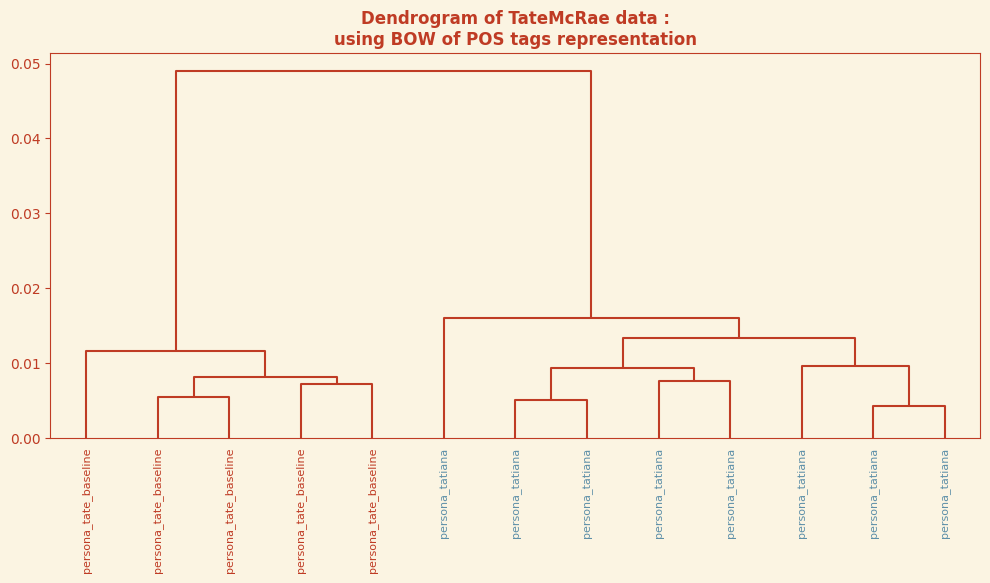 Dendrogram of TateMcRae data :
using BOW of POS tags representation
0.05
0.04
0.03
0.02
0.01
0.00
persona_tate_baseline
persona_tate_baseline
persona_tate_baseline
persona_tate_baseline
persona_tate_baseline
persona_tatiana
persona_tatiana
persona_tatiana
persona_tatiana
persona_tatiana
persona_tatiana
persona_tatiana
persona_tatiana